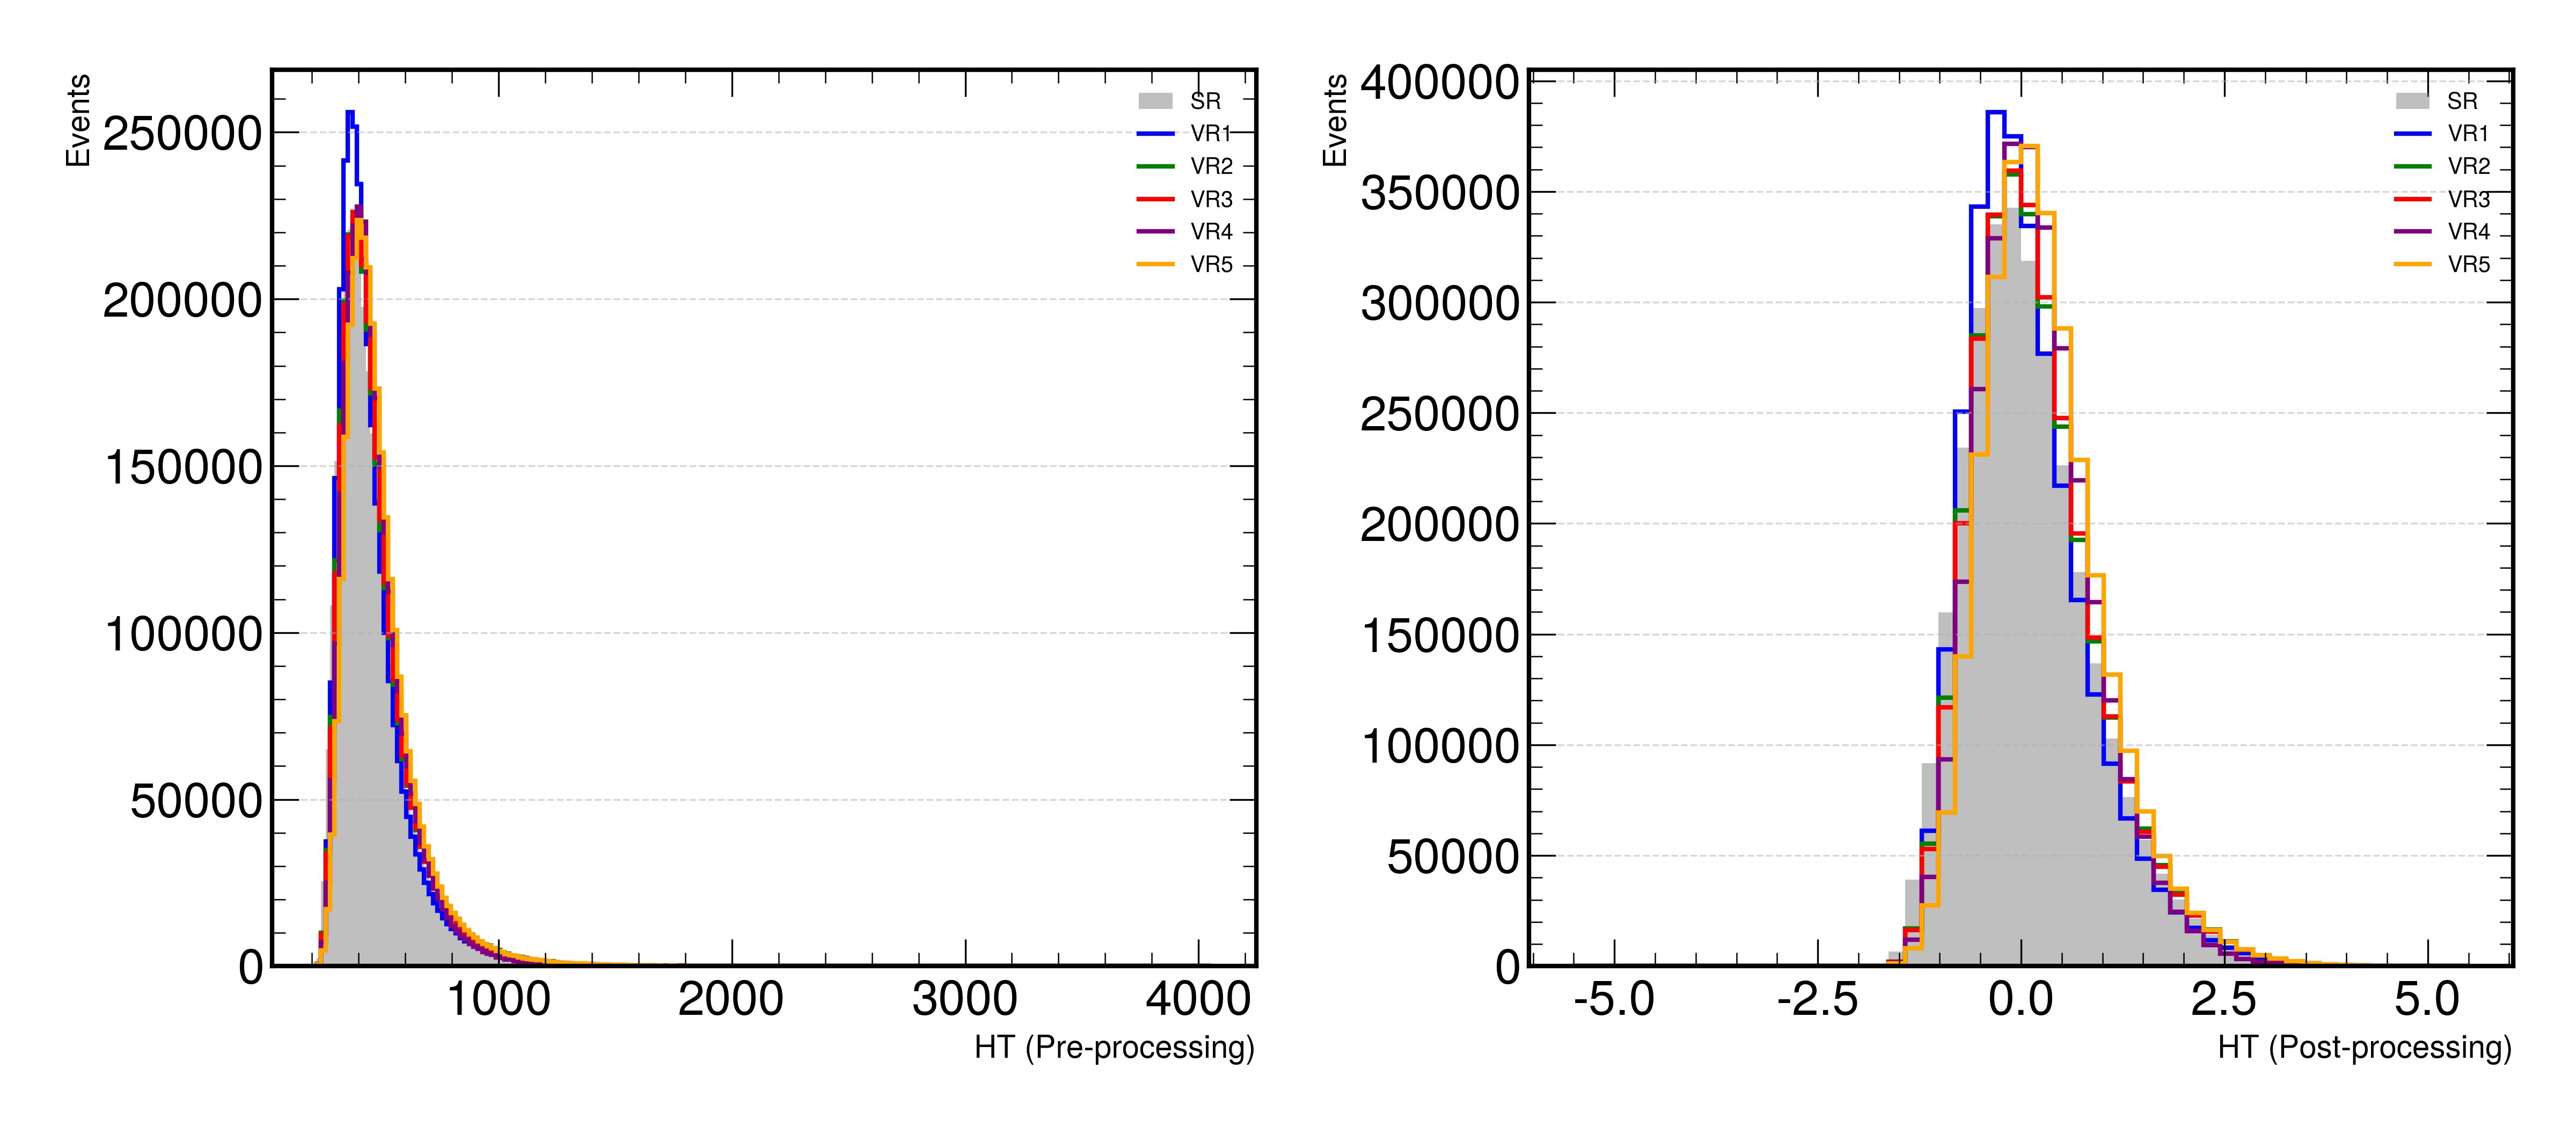 Events
250000
200000
150000
100000
50000
0
1000 2000 3000 4000
HT (Pre-processing)
SR
VR1
VR2
VR3
VR4
VR5
Events
400000
350000
300000
250000
200000
150000
100000
50000
0
-5.0 -2.5 0.0 2.5 5.0
HT (Post-processing)
SR
VR1
VR2
VR3
VR4
VR5